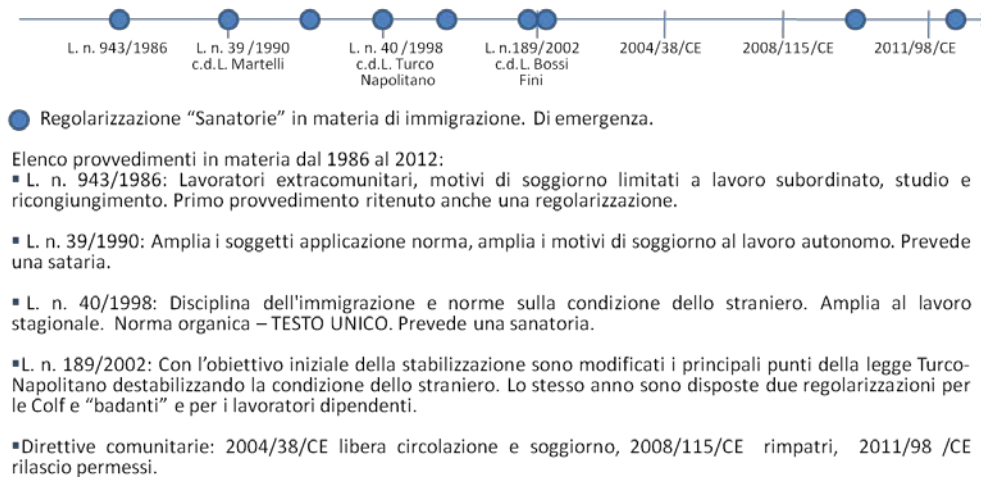 L. n. 943/1986
L. n. 39 /1990
c.d.L. Martelli
L. n. 40 /1998
c.d.L. Turco
Napolitano
L. n.189/2002
c.d.L. Bossi
Fini
2004/38/CE
2008/115/CE
2011/98/CE
Regolarizzazione “Sanatorie” in materia di immigrazione. Di emergenza.
Elenco provvedimenti in materia dal 1986 al 2012:
▪ L. n. 943/1986: Lavoratori extracomunitari, motivi di soggiorno limitati a lavoro subordinato, studio e
ricongiungimento. Primo provvedimento ritenuto anche una regolarizzazione.
▪ L. n. 39/1990: Amplia i soggetti applicazione norma, amplia i motivi di soggiorno al lavoro autonomo. Prevede
una sataria.
▪ L. n. 40/1998: Disciplina dell'immigrazione e norme sulla condizione dello straniero. Amplia al lavoro
stagionale. Norma organica – TESTO UNICO. Prevede una sanatoria.
▪L. n. 189/2002: Con l’obiettivo iniziale della stabilizzazione sono modificati i principali punti della legge Turco-
Napolitano destabilizzando la condizione dello straniero. Lo stesso anno sono disposte due regolarizzazioni per
le Colf e “badanti” e per i lavoratori dipendenti.
▪Direttive comunitarie: 2004/38/CE libera circolazione e soggiorno, 2008/115/CE rimpatri, 2011/98 /CE
rilascio permessi.